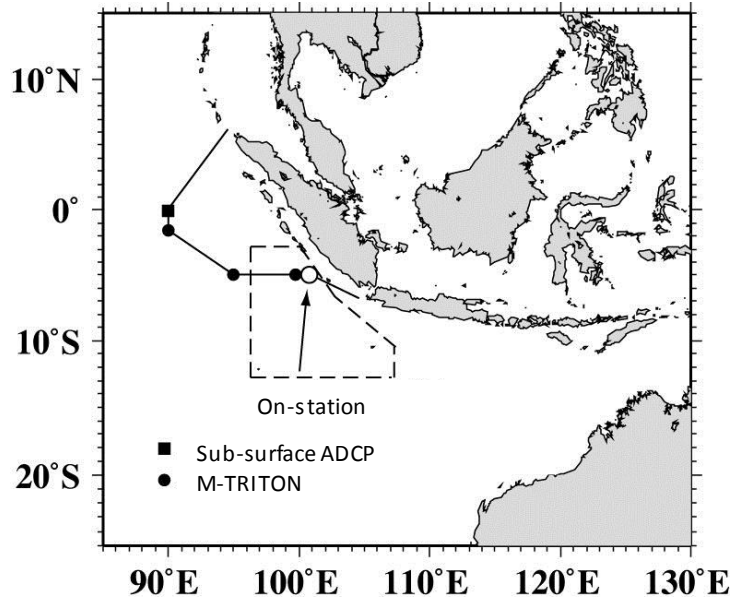 10˚N
0˚
10˚S
On-station
Sub-surface ADCP
M-TRITON
20˚S
90˚E 100˚E 110˚E 120˚E 130˚E